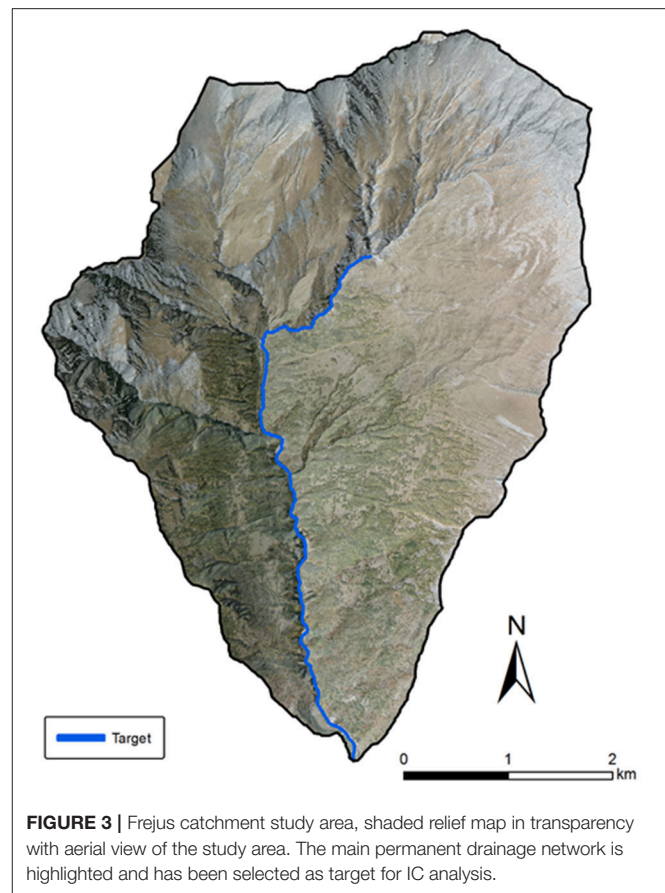 N
Target
0 1 2
km
FIGURE 3 | Frejus catchment study area, shaded relief map in transparency
with aerial view of the study area. The main permanent drainage network is
highlighted and has been selected as target for IC analysis.